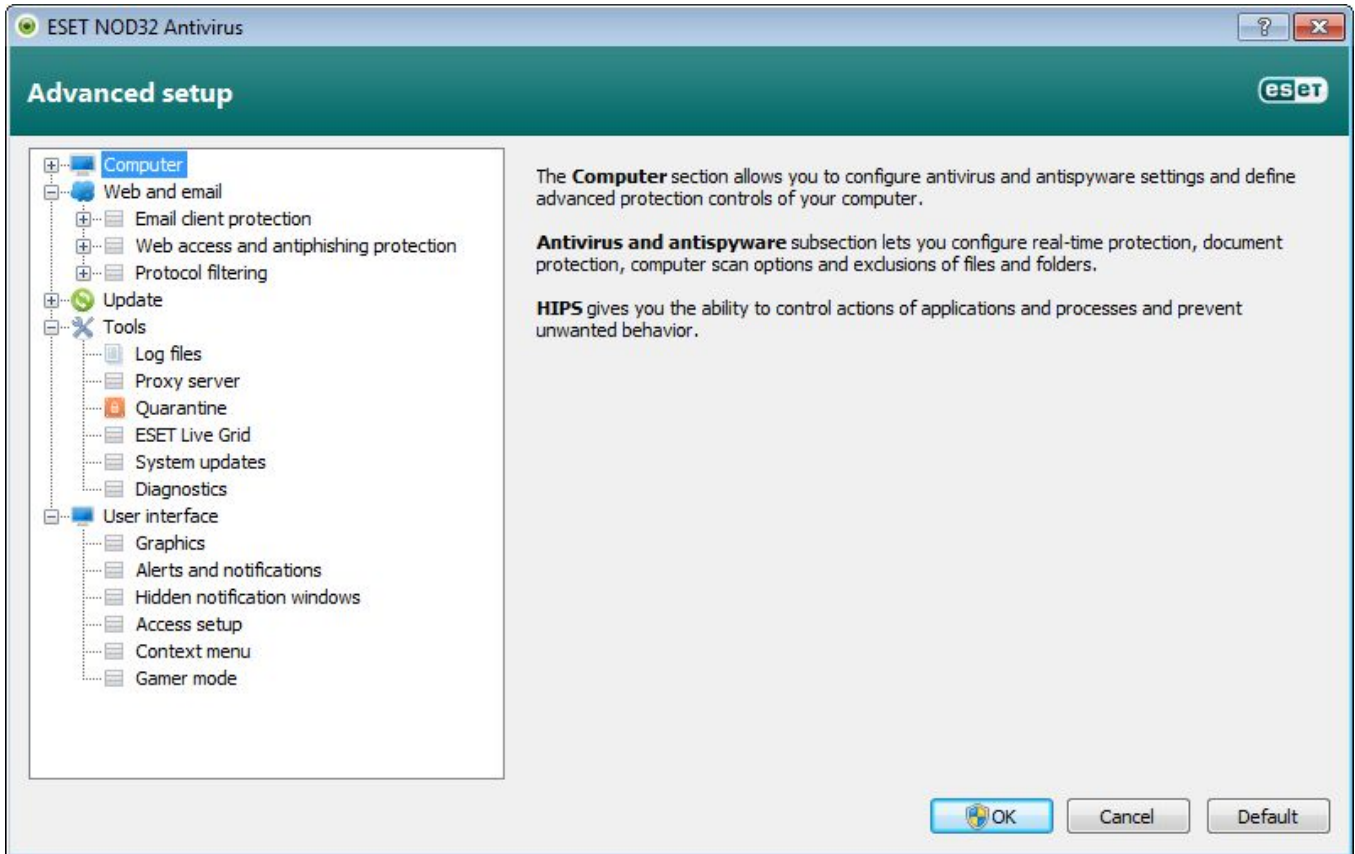 ESET NOD32 Antivirus
?
Advanced setup
eseT
Computer
Web and email
Email client protection
Web access and antiphishing protection
Protocol filtering
Update
Tools
Log files
Proxy server
Quarantine
ESET Live Grid
System updates
Diagnostics
User interface
Graphics
Alerts and notifications
Hidden notification windows
Access setup
Context menu
Gamer mode
The Computer section allows you to configure antivirus and antispyware settings and define
advanced protection controls of your computer.
Antivirus and antispyware subsection lets you configure real-time protection, document
protection, computer scan options and exclusions of files and folders.
HIPS gives you the ability to control actions of applications and processes and prevent
unwanted behavior.
OK
Cancel
Default